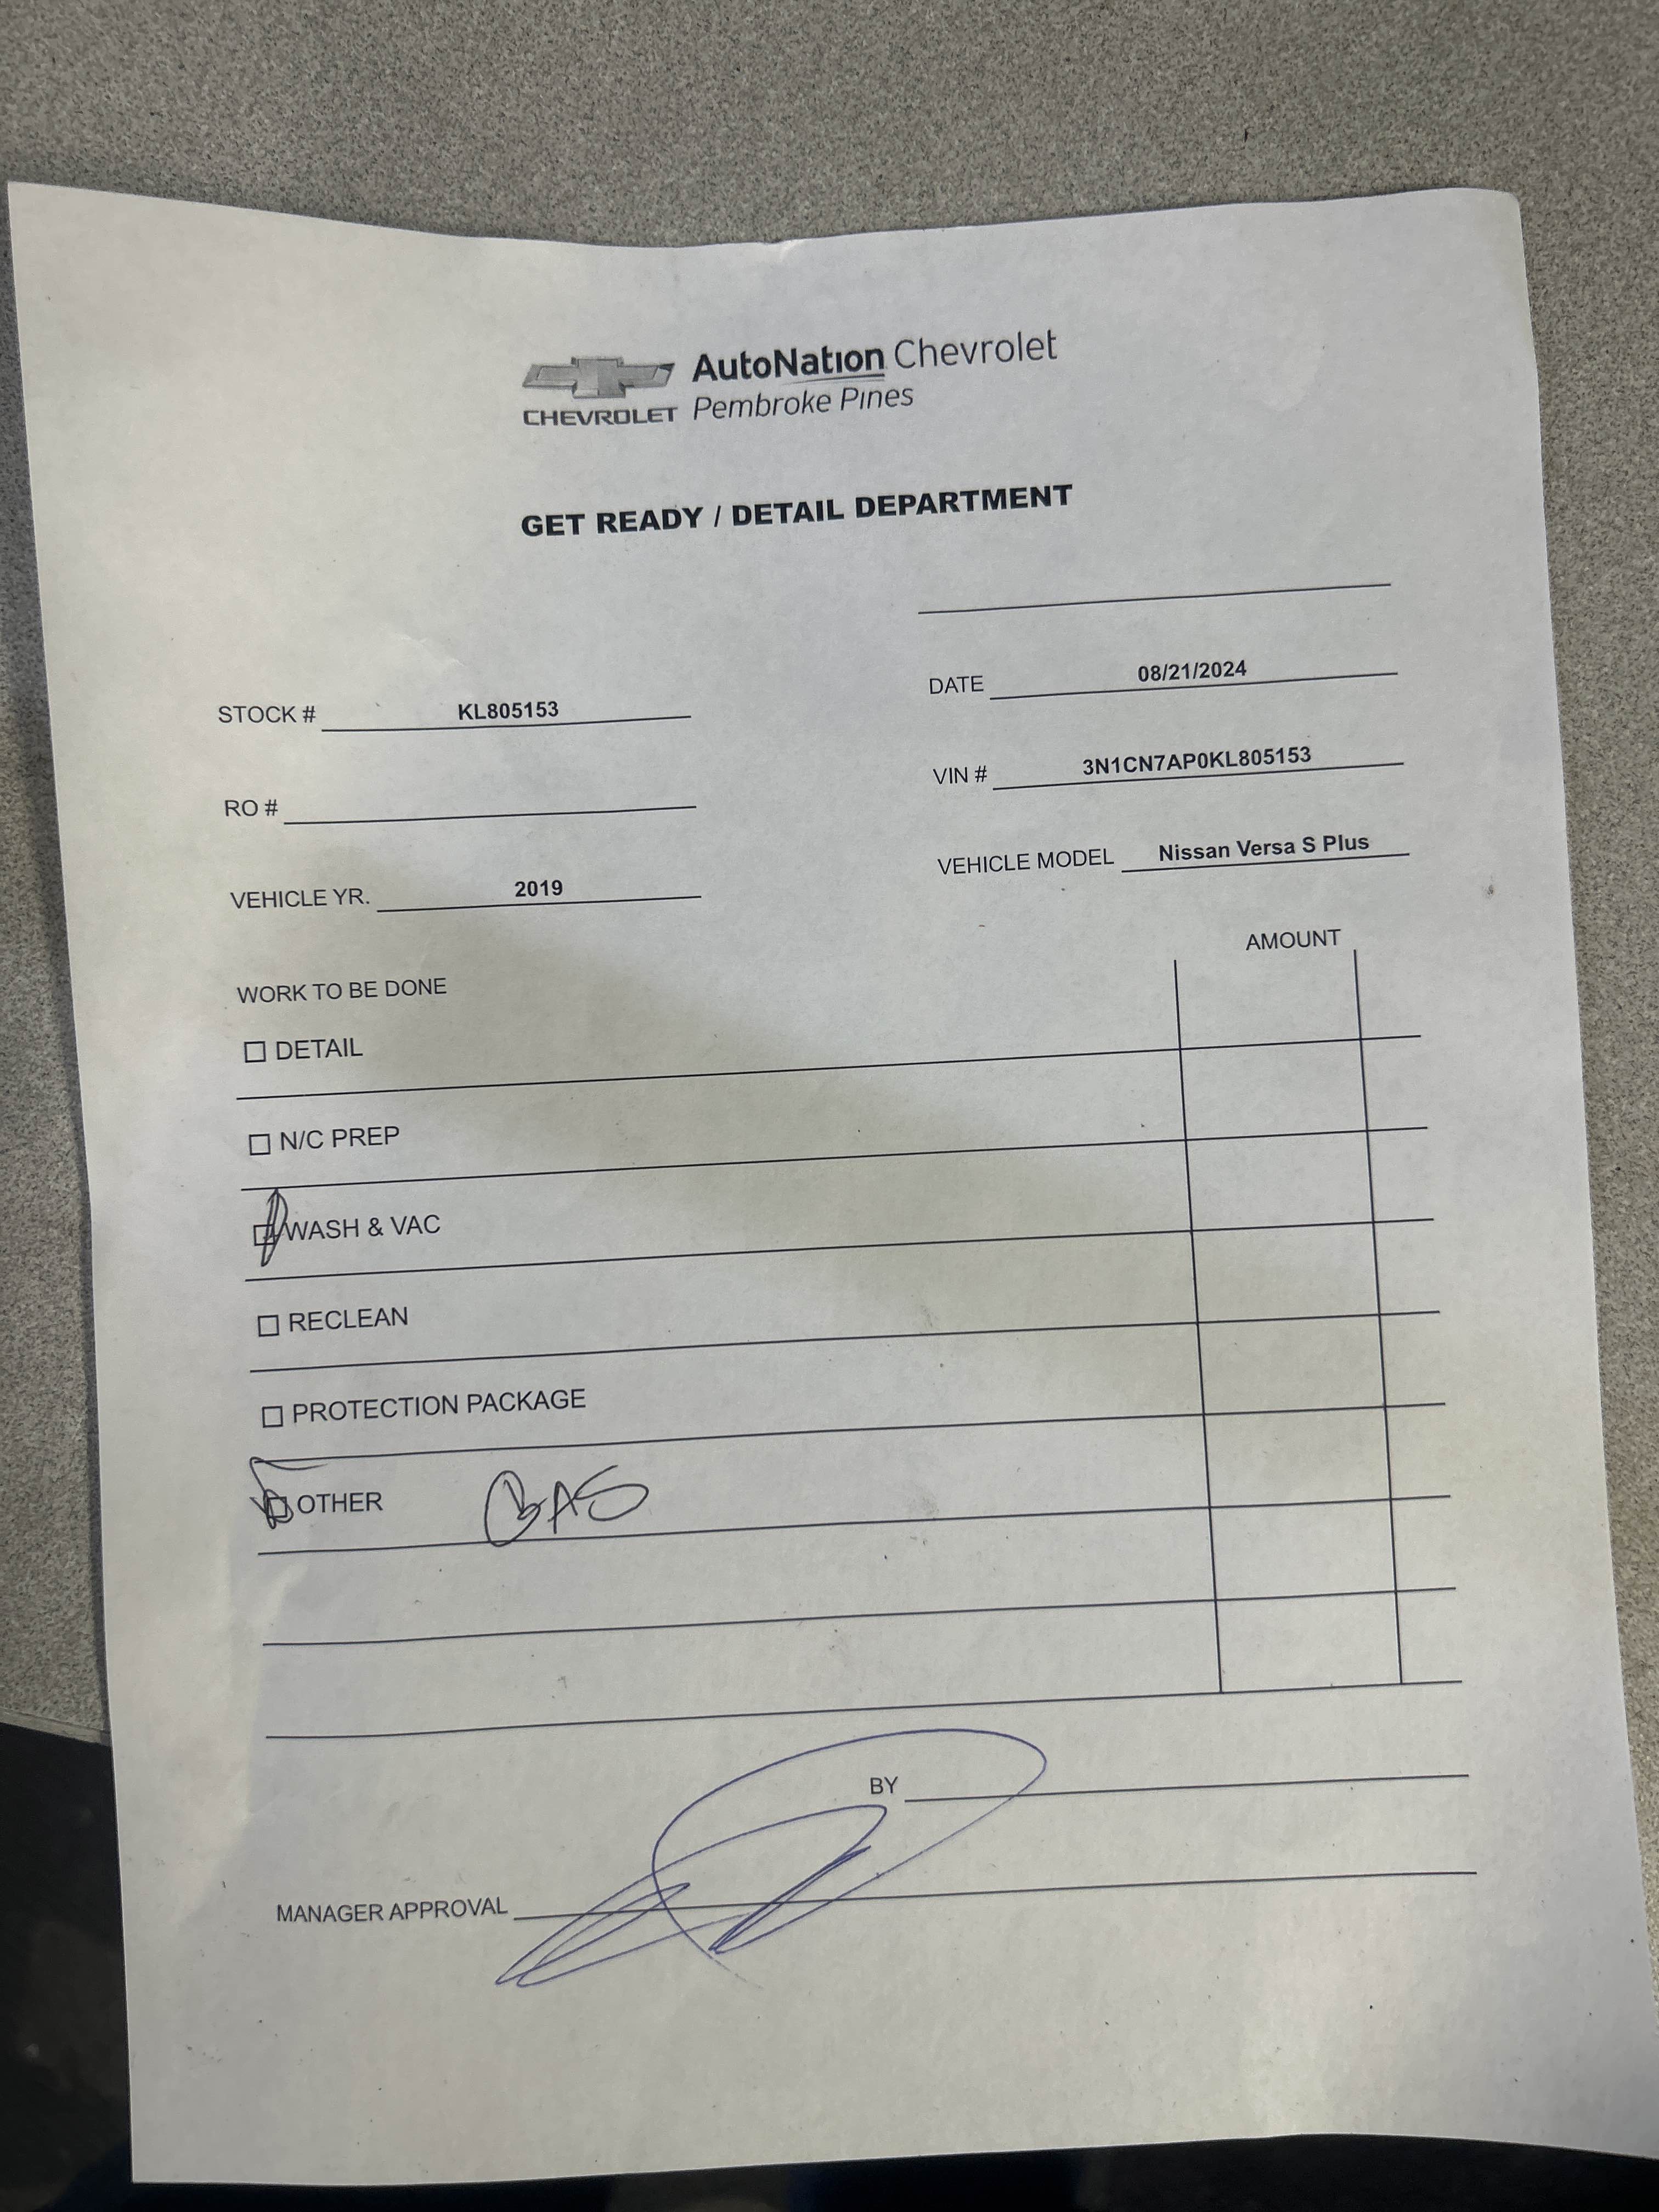 AutoNation Chevrolet
CHEVROLET Pembroke Pines
GET READY / DETAIL DEPARTMENT
STOCK # KL805153
DATE 08/21/2024
RO #
VIN # 3N1CN7AP0KL805153
VEHICLE YR. 2019
VEHICLE MODEL Nissan Versa S Plus
AMOUNT
WORK TO BE DONE
DETAIL
N/C PREP
WASH & VAC
RECLEAN
PROTECTION PACKAGE
OTHER GAS
BY
MANAGER APPROVAL